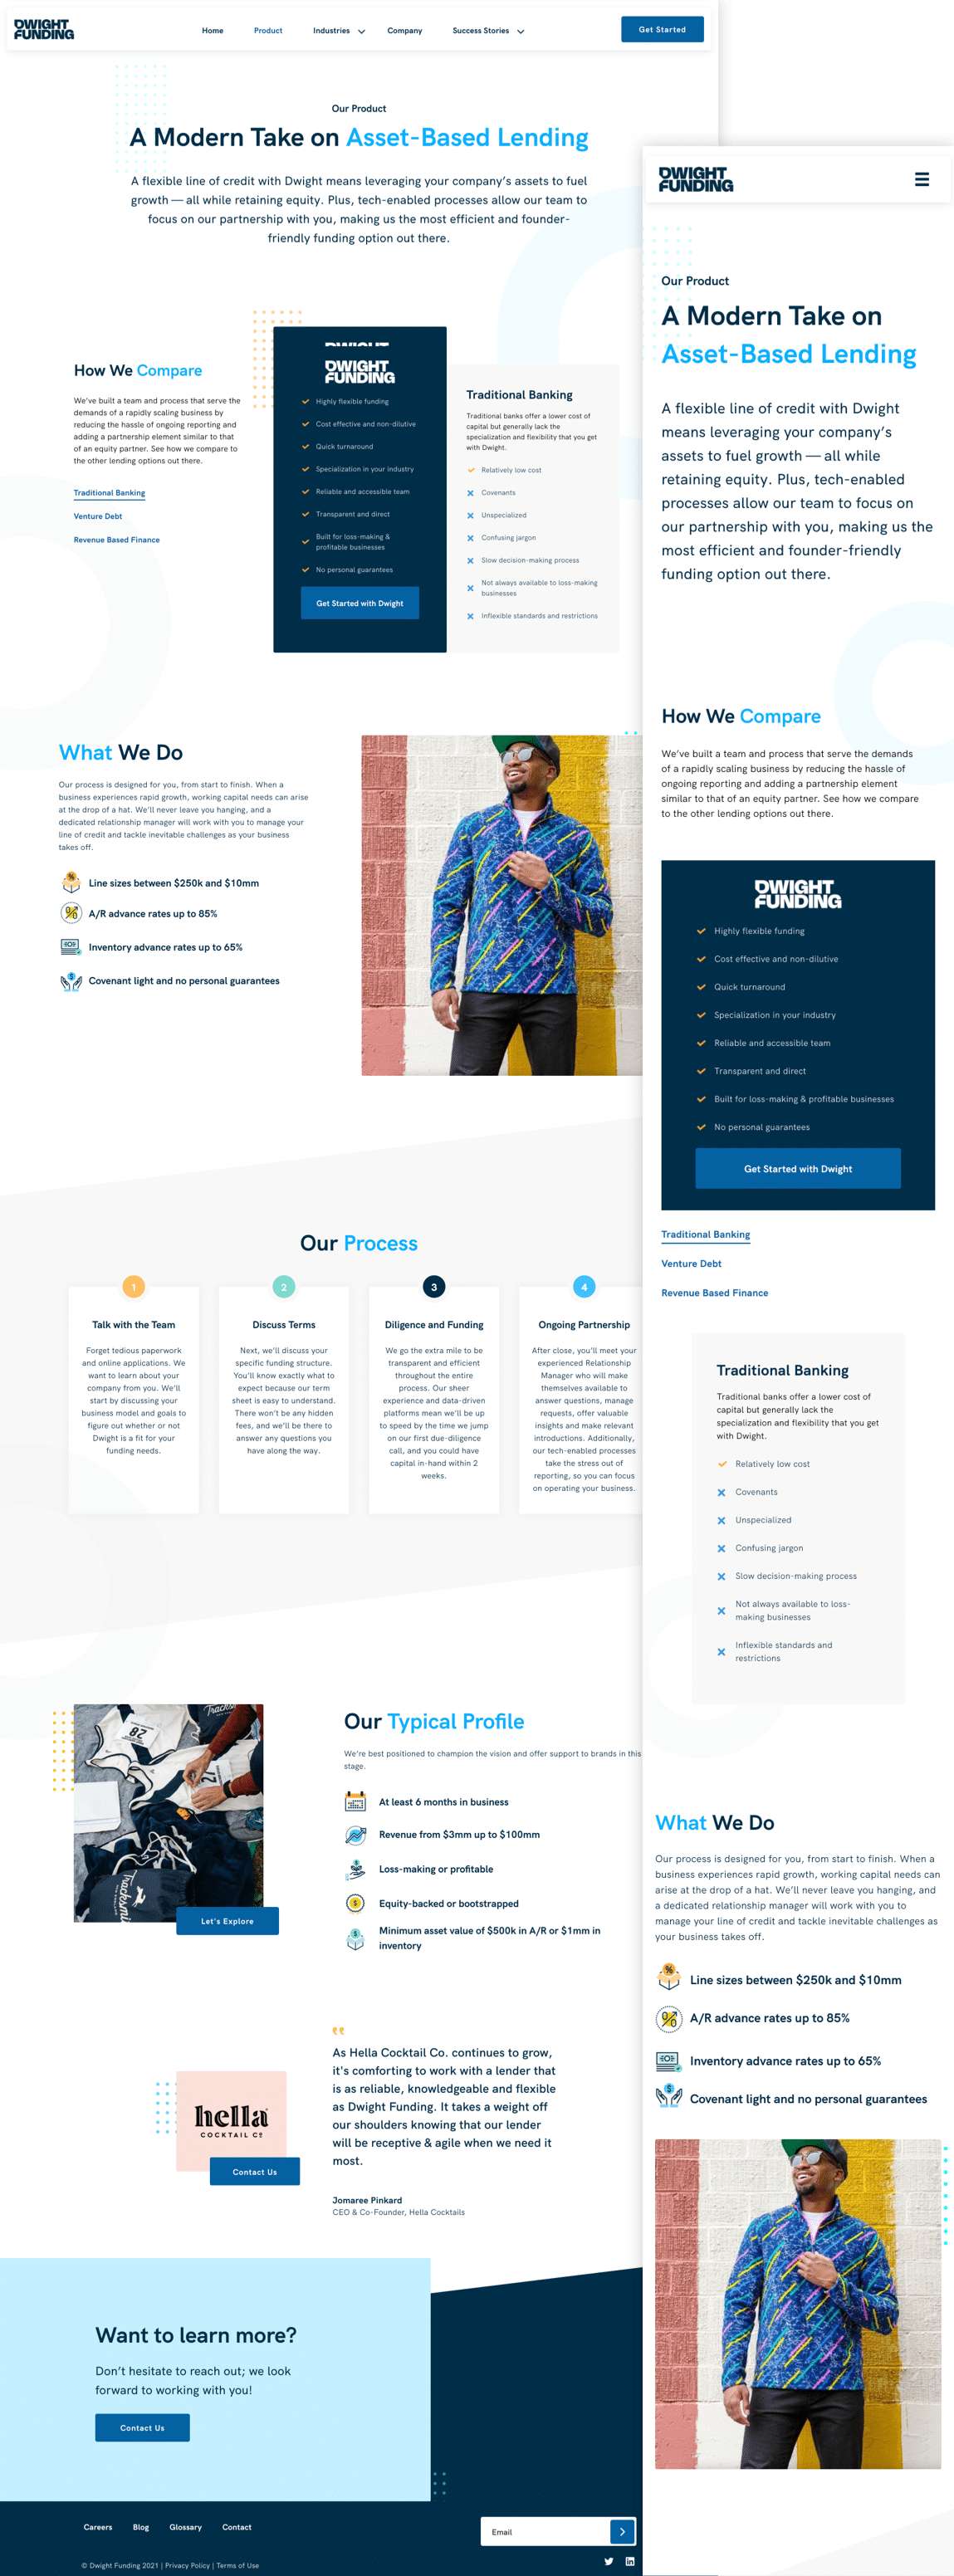 DWIGHT
FUNDING
Home
Product
Industries
Company
Success Stories
Get Started
Our Product
A Modern Take on Asset-Based Lending
A flexible line of credit with Dwight means leveraging your company’s assets to fuel
growth — all while retaining equity. Plus, tech-enabled processes allow our team to
focus on our partnership with you, making us the most efficient and founder-
friendly funding option out there.
How We Compare
We’ve built a team and process that serve the
demands of a rapidly scaling business by
reducing the hassle of ongoing reporting and
adding a partnership element similar to that
of an equity partner. See how we compare to
the other lending options out there.
Traditional Banking
Venture Debt
Revenue Based Finance
DWIGHT
DWIGHT
FUNDING
Highly flexible funding
Cost effective and non-dilutive
Quick turnaround
Specialization in your industry
Reliable and accessible team
Transparent and direct
Built for loss-making &
profitable businesses
No personal guarantees
Get Started with Dwight
Traditional Banking
Traditional banks offer a lower cost of
capital but generally lack the
specialization and flexibility that you get
with Dwight.
Relatively low cost
Covenants
Unspecialized
Confusing jargon
Slow decision-making process
Not always available to loss-making
businesses
Inflexible standards and restrictions
What We Do
Our process is designed for you, from start to finish. When a
business experiences rapid growth, working capital needs can arise
at the drop of a hat. We’ll never leave you hanging, and a
dedicated relationship manager will work with you to manage your
line of credit and tackle inevitable challenges as your business
takes off.
Line sizes between $250k and $10mm
A/R advance rates up to 85%
Inventory advance rates up to 65%
Covenant light and no personal guarantees
Our Process
1
Talk with the Team
Forget tedious paperwork
and online applications. We
want to learn about your
company from you. We’ll
start by discussing your
business model and goals to
figure out whether or not
Dwight is a fit for your
funding needs.
2
Discuss Terms
Next, we’ll discuss your
specific funding structure.
You’ll know exactly what to
expect because our term
sheet is easy to understand.
There won’t be any hidden
fees, and we’ll be there to
answer any questions you
have along the way.
3
Diligence and Funding
We go the extra mile to be
transparent and efficient
throughout the entire
process. Our sheer
experience and data-driven
platforms mean we’ll be up
to speed by the time we jump
on our first due-diligence
call, and you could have
capital in-hand within 2
weeks.
4
Ongoing Partnership
After close, you’ll meet your
experienced Relationship
Manager who will make
themselves available to
answer questions, manage
requests, offer valuable
insights and make relevant
introductions. Additionally,
our tech-enabled processes
take the stress out of
reporting, so you can focus
on operating your business.
Tracksmith
82
Let's Explore
Our Typical Profile
We’re best positioned to champion the vision and offer support to brands in this
stage.
At least 6 months in business
Revenue from $3mm up to $100mm
Loss-making or profitable
Equity-backed or bootstrapped
Minimum asset value of $500k in A/R or $1mm in
inventory
hella
COCKTAIL Co
Contact Us
As Hella Cocktail Co. continues to grow,
it's comforting to work with a lender that
is as reliable, knowledgeable and flexible
as Dwight Funding. It takes a weight off
our shoulders knowing that our lender
will be receptive & agile when we need it
most.
Jomaree Pinkard
CEO & Co-Founder, Hella Cocktails
Want to learn more?
Don’t hesitate to reach out; we look
forward to working with you!
Contact Us
Careers
Blog
Glossary
Contact
Email
© Dwight Funding 2021 | Privacy Policy | Terms of Use
DWIGHT
FUNDING
Our Product
A Modern Take on
Asset-Based Lending
A flexible line of credit with Dwight
means leveraging your company’s
assets to fuel growth — all while
retaining equity. Plus, tech-enabled
processes allow our team to focus on
our partnership with you, making us the
most efficient and founder-friendly
funding option out there.
How We Compare
We’ve built a team and process that serve the demands
of a rapidly scaling business by reducing the hassle of
ongoing reporting and adding a partnership element
similar to that of an equity partner. See how we compare
to the other lending options out there.
DWIGHT
FUNDING
Highly flexible funding
Cost effective and non-dilutive
Quick turnaround
Specialization in your industry
Reliable and accessible team
Transparent and direct
Built for loss-making & profitable businesses
No personal guarantees
Get Started with Dwight
Traditional Banking
Venture Debt
Revenue Based Finance
Traditional Banking
Traditional banks offer a lower cost of
capital but generally lack the
specialization and flexibility that you get
with Dwight.
Relatively low cost
Covenants
Unspecialized
Confusing jargon
Slow decision-making process
Not always available to loss-
making businesses
Inflexible standards and
restrictions
What We Do
Our process is designed for you, from start to finish. When a
business experiences rapid growth, working capital needs can
arise at the drop of a hat. We’ll never leave you hanging, and
a dedicated relationship manager will work with you to
manage your line of credit and tackle inevitable challenges as
your business takes off.
Line sizes between $250k and $10mm
A/R advance rates up to 85%
Inventory advance rates up to 65%
Covenant light and no personal guarantees